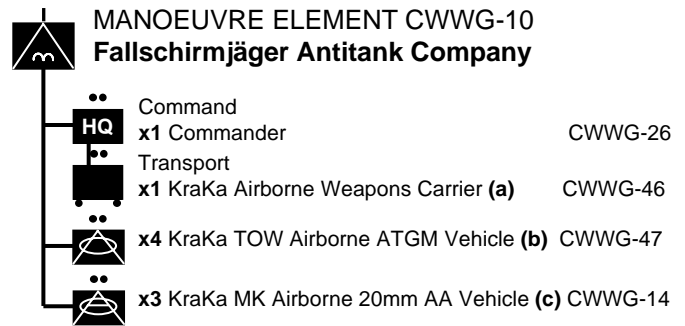 MANOEUVRE ELEMENT CWWG-10
Fallschirmjäger Antitank Company
Command
HQ x1 Commander CWWG-26
Transport
x1 KraKa Airborne Weapons Carrier (a) CWWG-46
x4 KraKa TOW Airborne ATGM Vehicle (b) CWWG-47
x3 KraKa MK Airborne 20mm AA Vehicle (c) CWWG-14